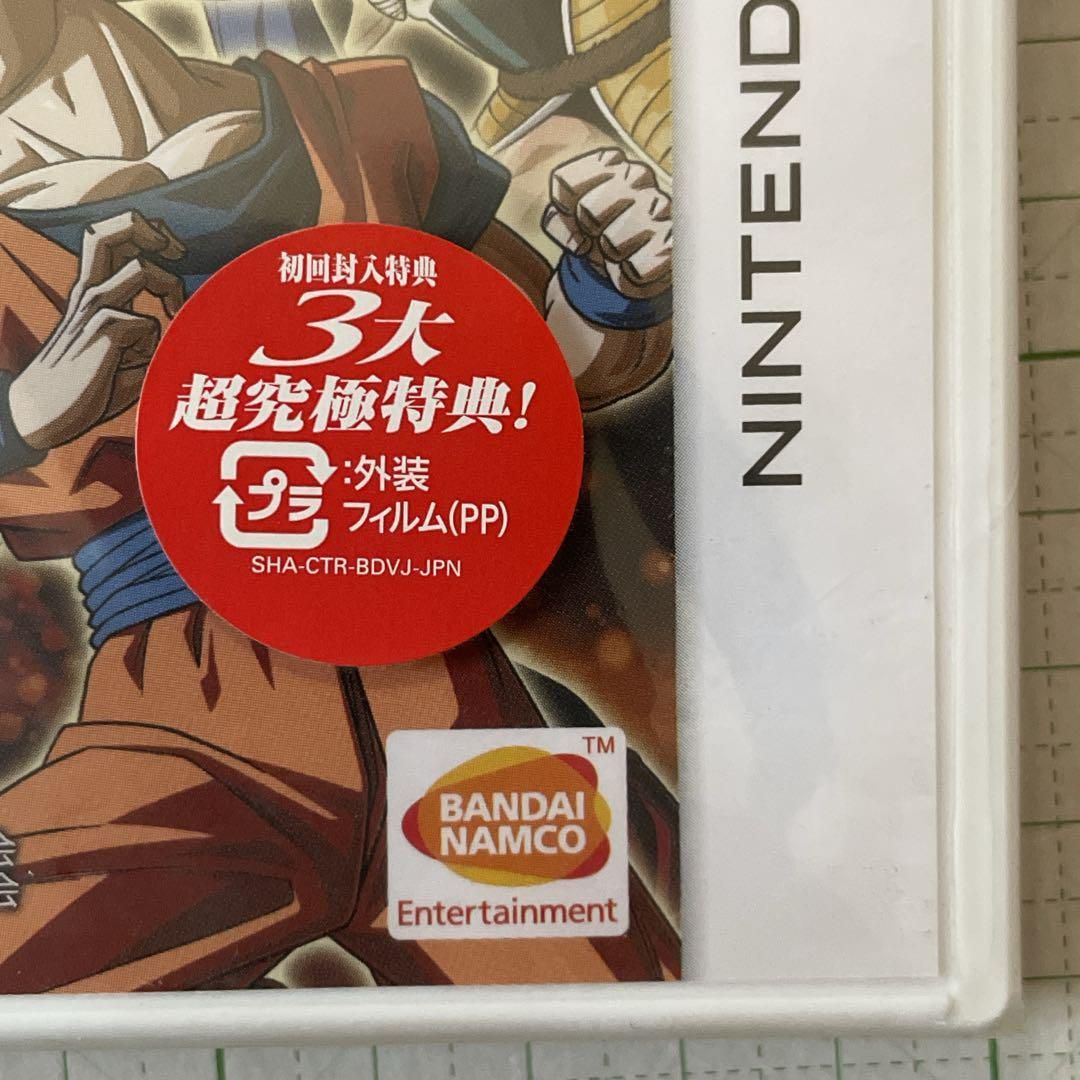 初回封入特典
3大
超究極特典!
プラ
:外装
フィルム(PP)
SHA-CTR-BDVJ-JPN
NINTEND
TM
BANDAI
NAMCO
Entertainment